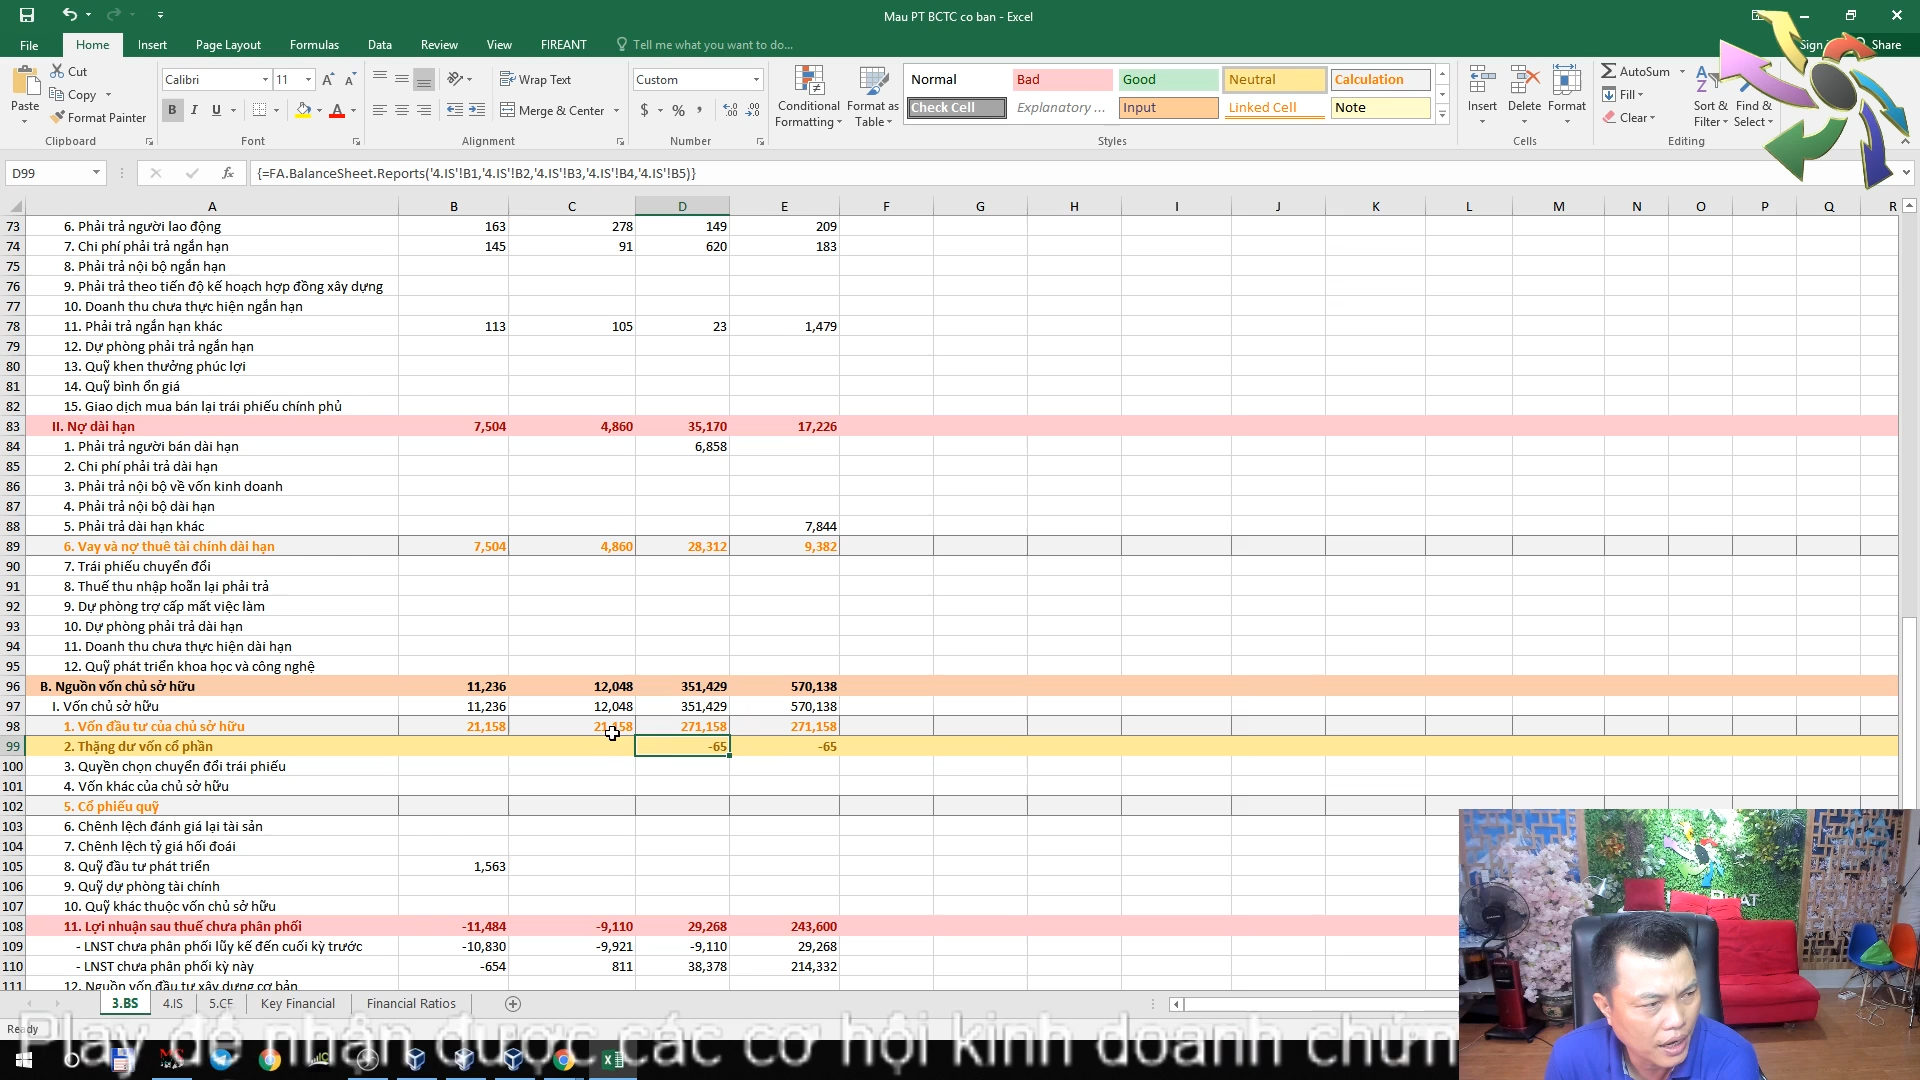 Mau PT BCTC co ban - Excel
File Home Insert Page Layout Formulas Data Review View FIREANT Tell me what you want to do... Share
Cut
Copy
Format Painter
Paste
Calibri 11
B I U
Wrap Text
Merge & Center
Custom
$ %
Conditional Formatting
Format as Table
Normal Bad Good Neutral Calculation
Check Cell Explanatory ... Input Linked Cell Note
Insert Delete Format
AutoSum
Fill
Clear
Sort & Filter
Find & Select
Clipboard Font Alignment Number Styles Cells Editing
D99 fx {=FA.BalanceSheet.Reports('4.IS'!B1,'4.IS'!B2,'4.IS'!B3,'4.IS'!B4,'4.IS'!B5)}
A B C D E F G H I J K L M N O P Q R
73 6. Phải trả người lao động 163 278 149 209
74 7. Chi phí phải trả ngắn hạn 145 91 620 183
75 8. Phải trả nội bộ ngắn hạn
76 9. Phải trả theo tiến độ kế hoạch hợp đồng xây dựng
77 10. Doanh thu chưa thực hiện ngắn hạn
78 11. Phải trả ngắn hạn khác 113 105 23 1,479
79 12. Dự phòng phải trả ngắn hạn
80 13. Quỹ khen thưởng phúc lợi
81 14. Quỹ bình ổn giá
82 15. Giao dịch mua bán lại trái phiếu chính phủ
83 II. Nợ dài hạn 7,504 4,860 35,170 17,226
84 1. Phải trả người bán dài hạn 6,858
85 2. Chi phí phải trả dài hạn
86 3. Phải trả nội bộ về vốn kinh doanh
87 4. Phải trả nội bộ dài hạn
88 5. Phải trả dài hạn khác 7,844
89 6. Vay và nợ thuê tài chính dài hạn 7,504 4,860 28,312 9,382
90 7. Trái phiếu chuyển đổi
91 8. Thuế thu nhập hoãn lại phải trả
92 9. Dự phòng trợ cấp mất việc làm
93 10. Dự phòng phải trả dài hạn
94 11. Doanh thu chưa thực hiện dài hạn
95 12. Quỹ phát triển khoa học và công nghệ
96 B. Nguồn vốn chủ sở hữu 11,236 12,048 351,429 570,138
97 I. Vốn chủ sở hữu 11,236 12,048 351,429 570,138
98 1. Vốn đầu tư của chủ sở hữu 21,158 21,158 271,158 271,158
99 2. Thặng dư vốn cổ phần -65 -65
100 3. Quyền chọn chuyển đổi trái phiếu
101 4. Vốn khác của chủ sở hữu
102 5. Cổ phiếu quỹ
103 6. Chênh lệch đánh giá lại tài sản
104 7. Chênh lệch tỷ giá hối đoái
105 8. Quỹ đầu tư phát triển 1,563
106 9. Quỹ dự phòng tài chính
107 10. Quỹ khác thuộc vốn chủ sở hữu
108 11. Lợi nhuận sau thuế chưa phân phối -11,484 -9,110 29,268 243,600
109 - LNST chưa phân phối lũy kế đến cuối kỳ trước -10,830 -9,921 -9,110 29,268
110 - LNST chưa phân phối kỳ này -654 811 38,378 214,332
111 12. Nguồn vốn đầu tư xây dựng cơ bản
3.BS 4.IS 5.CF Key Financial Financial Ratios
Ready
Play để nhận được các cơ hội kinh doanh chứn